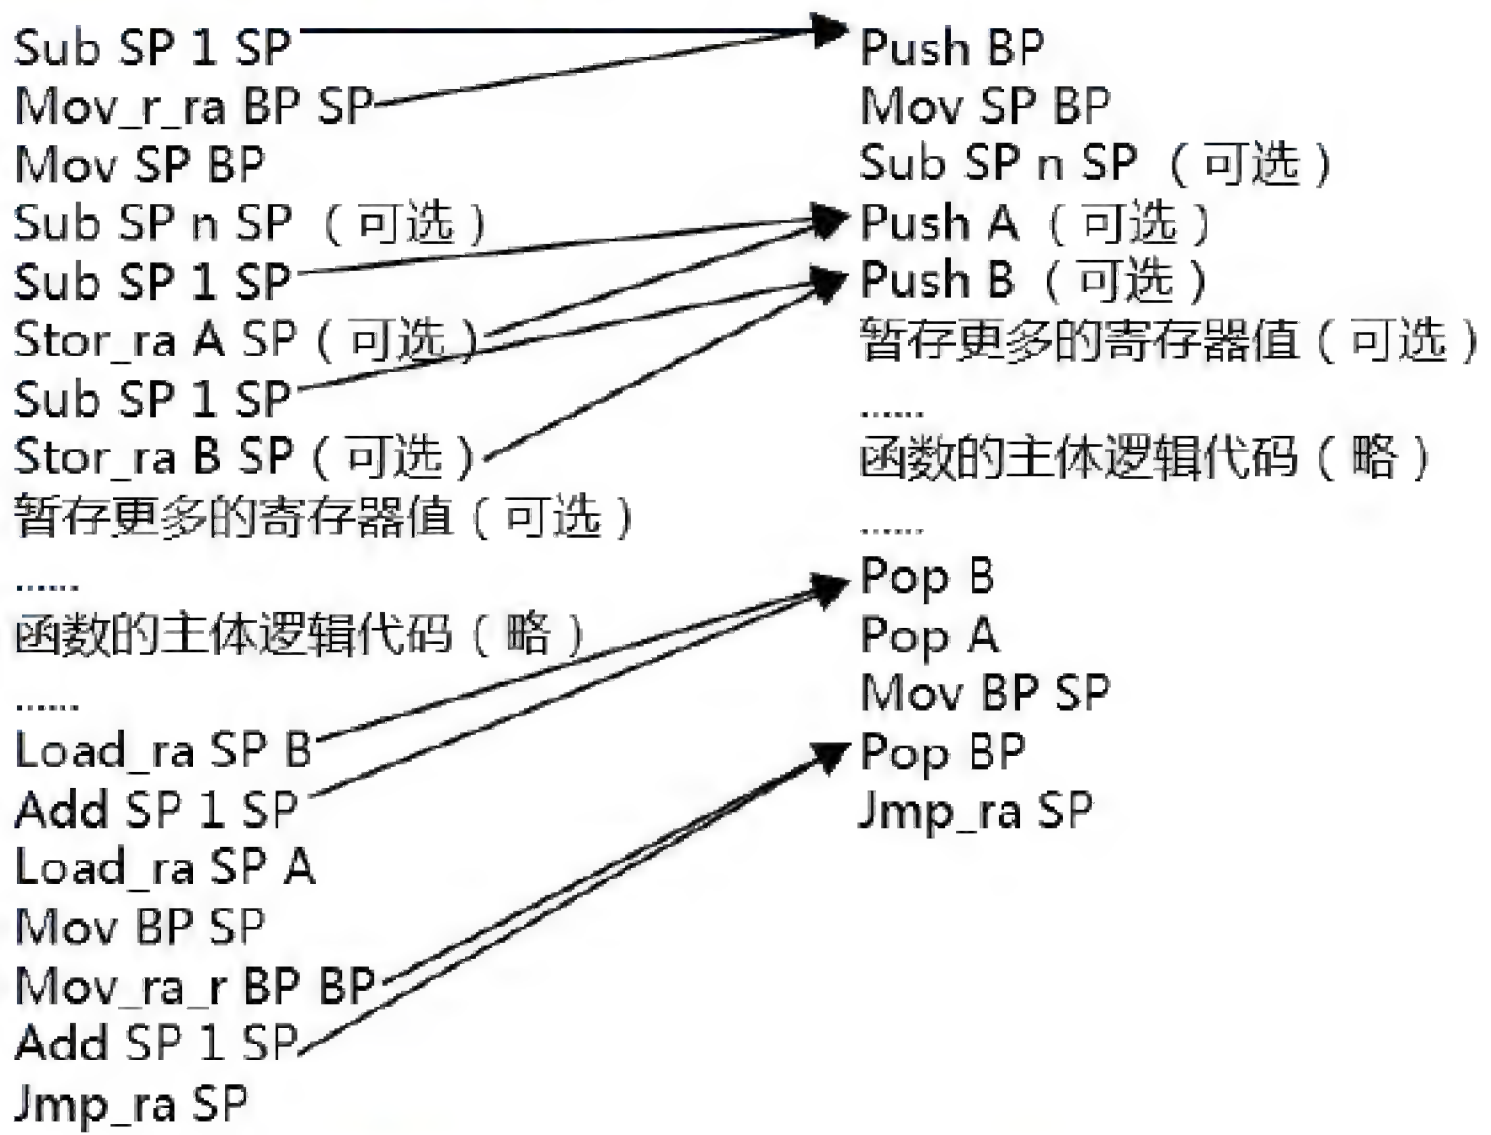 Sub SP 1 SP
Mov_r_ra BP SP
Mov SP BP
Sub SP n SP（可选）
Sub SP 1 SP
Stor_ra A SP（可选）
Sub SP 1 SP
Stor_ra B SP（可选）
暂存更多的寄存器值（可选）
......
函数的主体逻辑代码（略）
......
Load_ra SP B
Add SP 1 SP
Load_ra SP A
Mov BP SP
Mov_ra_r BP BP
Add SP 1 SP
Jmp_ra SP
Push BP
Mov SP BP
Sub SP n SP（可选）
Push A（可选）
Push B（可选）
暂存更多的寄存器值（可选）
......
函数的主体逻辑代码（略）
......
Pop B
Pop A
Mov BP SP
Pop BP
Jmp_ra SP